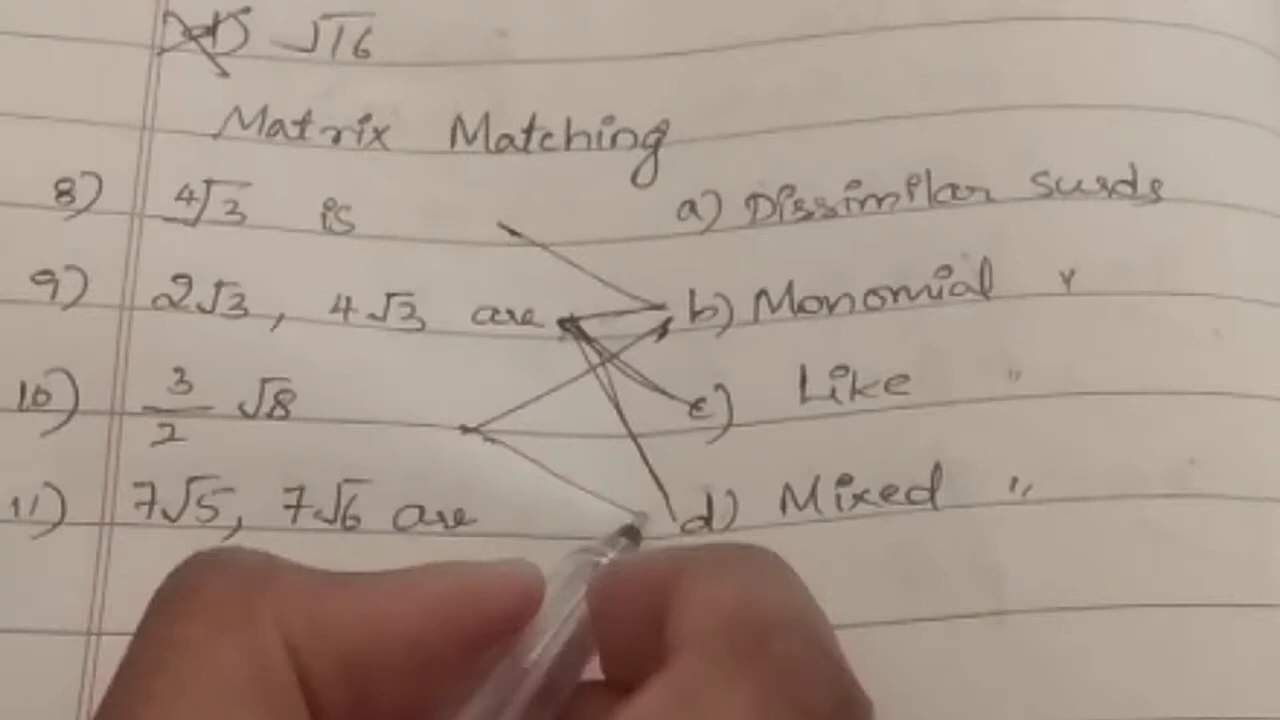 √16
Matrix Matching
8) ⁴√3 is a) Dissimilar surds
9) 2√3, 4√3 are b) Monomial "
10) 3/2 √8 c) Like "
11) 7√5, 7√6 are d) Mixed "